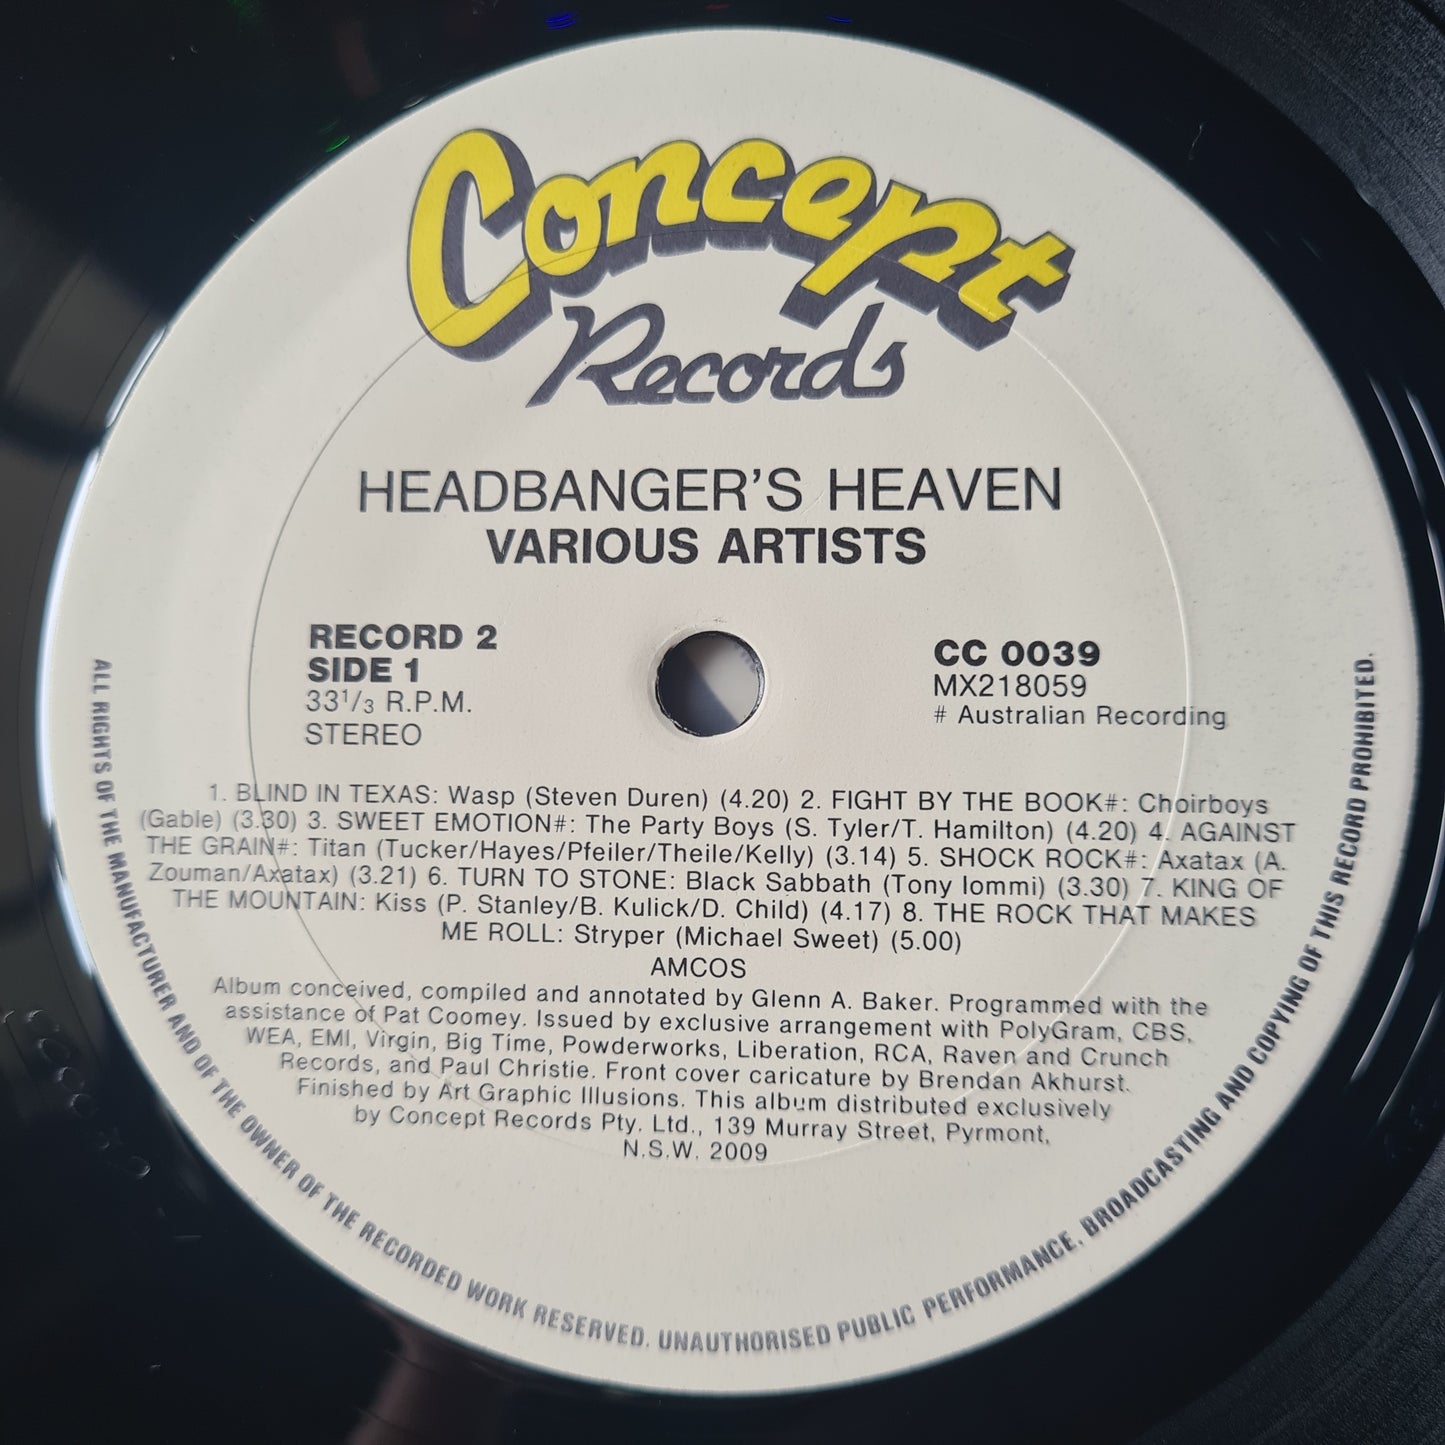 Concept
Records
HEADBANGER'S HEAVEN
VARIOUS ARTISTS
RECORD 2
SIDE 1
33 1/3 R.P.M.
STEREO
CC 0039
MX218059
# Australian Recording
1. BLIND IN TEXAS: Wasp (Steven Duren) (4.20) 2. FIGHT BY THE BOOK#: Choirboys
(Gable) (3.30) 3. SWEET EMOTION#: The Party Boys (S. Tyler/T. Hamilton) (4.20) 4. AGAINST
THE GRAIN#: Titan (Tucker/Hayes/Pfeiler/Theile/Kelly) (3.14) 5. SHOCK ROCK#: Axatax (A.
Zouman/Axatax) (3.21) 6. TURN TO STONE: Black Sabbath (Tony Iommi) (3.30) 7. KING OF
THE MOUNTAIN: Kiss (P. Stanley/B. Kulick/D. Child) (4.17) 8. THE ROCK THAT MAKES
ME ROLL: Stryper (Michael Sweet) (5.00)
AMCOS
Album conceived, compiled and annotated by Glenn A. Baker. Programmed with the
assistance of Pat Coomey. Issued by exclusive arrangement with PolyGram, CBS,
WEA, EMI, Virgin, Big Time, Powderworks, Liberation, RCA, Raven and Crunch
Records, and Paul Christie. Front cover caricature by Brendan Akhurst.
Finished by Art Graphic Illusions. This album distributed exclusively
by Concept Records Pty. Ltd., 139 Murray Street, Pyrmont,
N.S.W. 2009
ALL RIGHTS OF THE MANUFACTURER AND OF THE OWNER OF THE RECORDED WORK RESERVED. UNAUTHORISED PUBLIC PERFORMANCE. BROADCASTING AND COPYING OF THIS RECORD PROHIBITED.